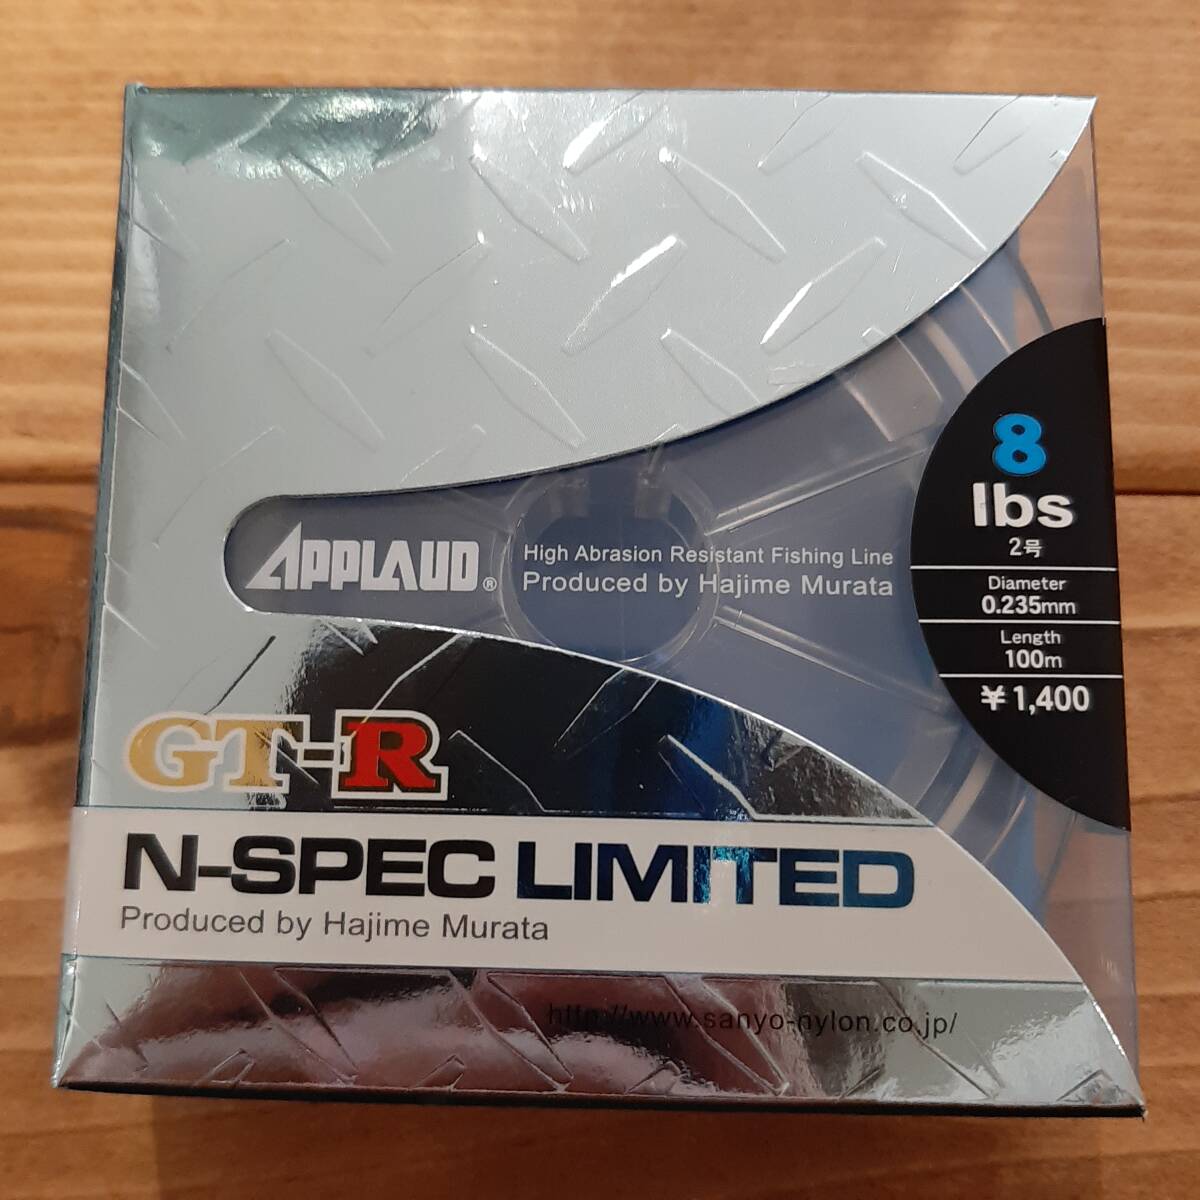 APPLAUD®
High Abrasion Resistant Fishing Line
Produced by Hajime Murata
8
lbs
2号
Diameter
0.235mm
Length
100m
¥1,400
GT-R
N-SPEC LIMITED
Produced by Hajime Murata
http://www.sanyo-nylon.co.jp/